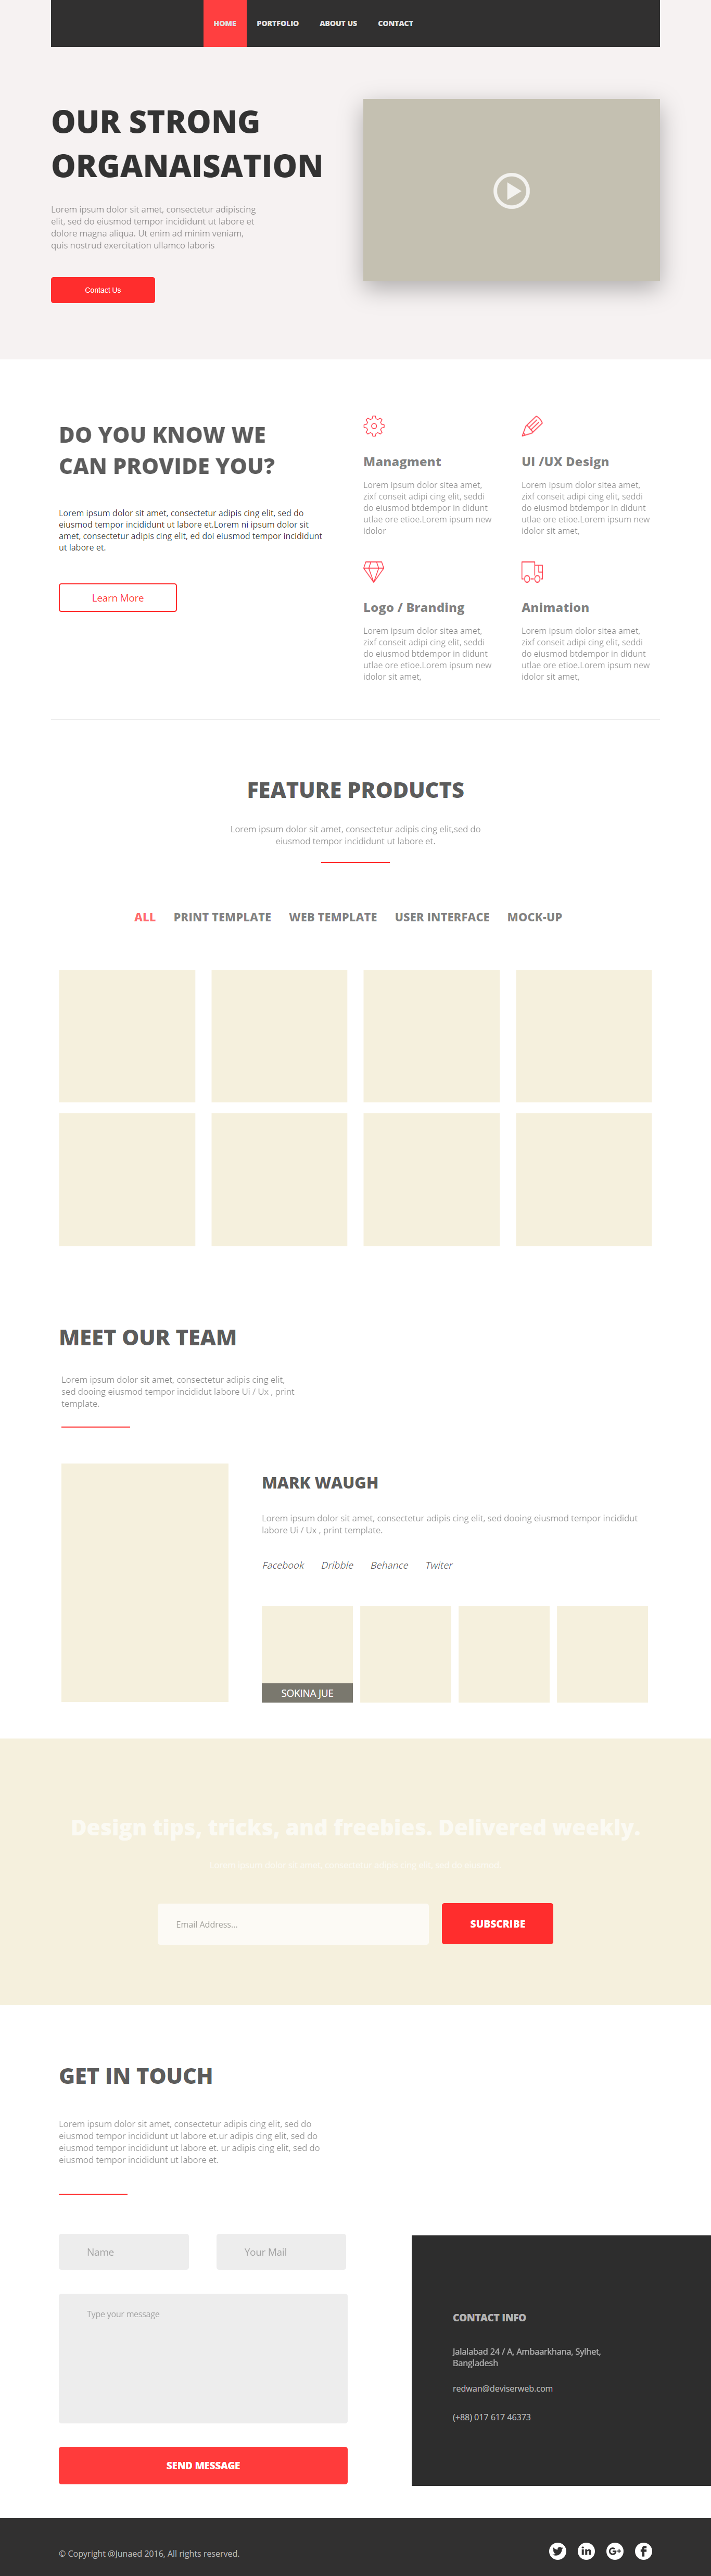 HOME PORTFOLIO ABOUT US CONTACT
OUR STRONG
ORGANAISATION
Lorem ipsum dolor sit amet, consectetur adipiscing
elit, sed do eiusmod tempor incididunt ut labore et
dolore magna aliqua. Ut enim ad minim veniam,
quis nostrud exercitation ullamco laboris
Contact Us
DO YOU KNOW WE
CAN PROVIDE YOU?
Lorem ipsum dolor sit amet, consectetur adipis cing elit, sed do
eiusmod tempor incididunt ut labore et.Lorem ni ipsum dolor sit
amet, consectetur adipis cing elit, ed doi eiusmod tempor incididunt
ut labore et.
Learn More
Managment
Lorem ipsum dolor sitea amet,
zixf conseit adipi cing elit, seddi
do eiusmod btdempor in didunt
utlae ore etioe.Lorem ipsum new
idolor
UI /UX Design
Lorem ipsum dolor sitea amet,
zixf conseit adipi cing elit, seddi
do eiusmod btdempor in didunt
utlae ore etioe.Lorem ipsum new
idolor sit amet,
Logo / Branding
Lorem ipsum dolor sitea amet,
zixf conseit adipi cing elit, seddi
do eiusmod btdempor in didunt
utlae ore etioe.Lorem ipsum new
idolor sit amet,
Animation
Lorem ipsum dolor sitea amet,
zixf conseit adipi cing elit, seddi
do eiusmod btdempor in didunt
utlae ore etioe.Lorem ipsum new
idolor sit amet,
FEATURE PRODUCTS
Lorem ipsum dolor sit amet, consectetur adipis cing elit,sed do
eiusmod tempor incididunt ut labore et.
ALL PRINT TEMPLATE WEB TEMPLATE USER INTERFACE MOCK-UP
MEET OUR TEAM
Lorem ipsum dolor sit amet, consectetur adipis cing elit,
sed dooing eiusmod tempor incididut labore Ui / Ux , print
template.
MARK WAUGH
Lorem ipsum dolor sit amet, consectetur adipis cing elit, sed dooing eiusmod tempor incididut
labore Ui / Ux , print template.
Facebook Dribble Behance Twiter
SOKINA JUE
Design tips, tricks, and freebies. Delivered weekly.
Lorem ipsum dolor sit amet, consectetur adipis cing elit, sed do eiusmod.
Email Address...
SUBSCRIBE
GET IN TOUCH
Lorem ipsum dolor sit amet, consectetur adipis cing elit, sed do
eiusmod tempor incididunt ut labore et.ur adipis cing elit, sed do
eiusmod tempor incididunt ut labore et. ur adipis cing elit, sed do
eiusmod tempor incididunt ut labore et.
Name
Your Mail
Type your message
SEND MESSAGE
CONTACT INFO
Jalalabad 24 / A, Ambaarkhana, Sylhet,
Bangladesh
redwan@deviserweb.com
(+88) 017 617 46373
© Copyright @Junaed 2016, All rights reserved.